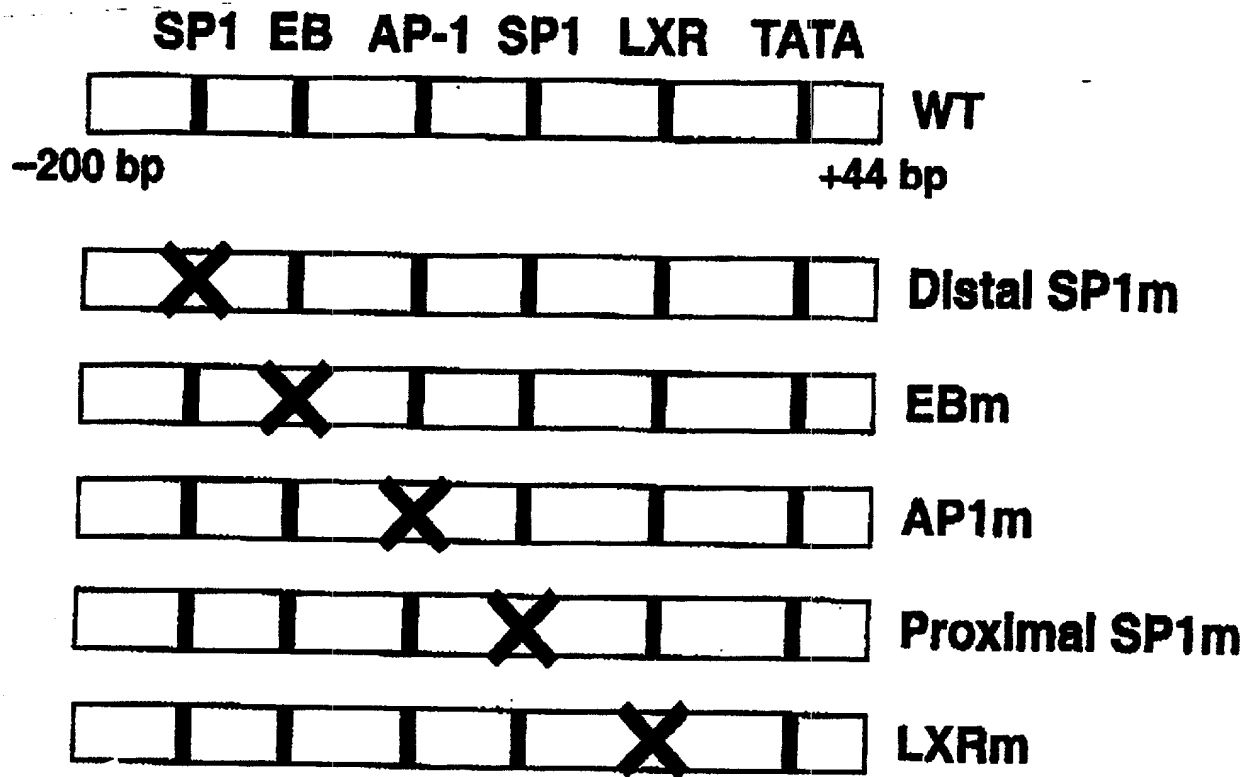 SP1 EB AP-1 SP1 LXR TATA
WT
–200 bp +44 bp
Distal SP1m
EBm
AP1m
Proximal SP1m
LXRm